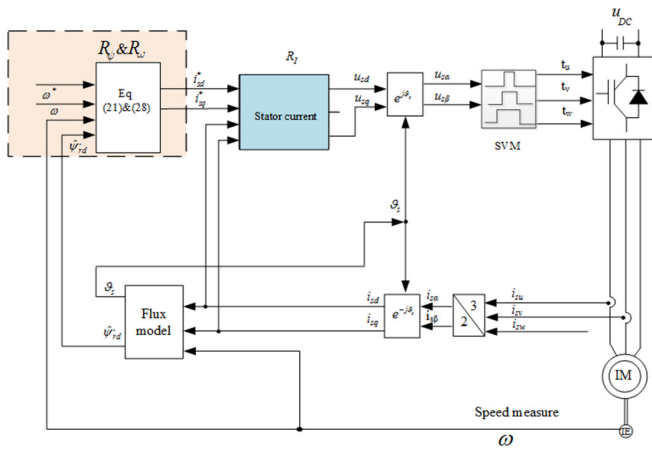 u_DC
R_ψ&R_ω
R_I
Eq
(21)&(28)
i*_sd
i*_sq
ω*
ω
ψ̂_rd
Stator current
u_sd
u_sq
e^jϑs
u_sα
u_sβ
SVM
t_u
t_v
t_w
ϑ_s
ϑ_s
Flux
model
ψ̂_rd
i_sd
i_sq
e^-jϑs
i_sα
i_sβ
3
2
i_su
i_sv
i_sw
IM
Speed measure
ω
IE